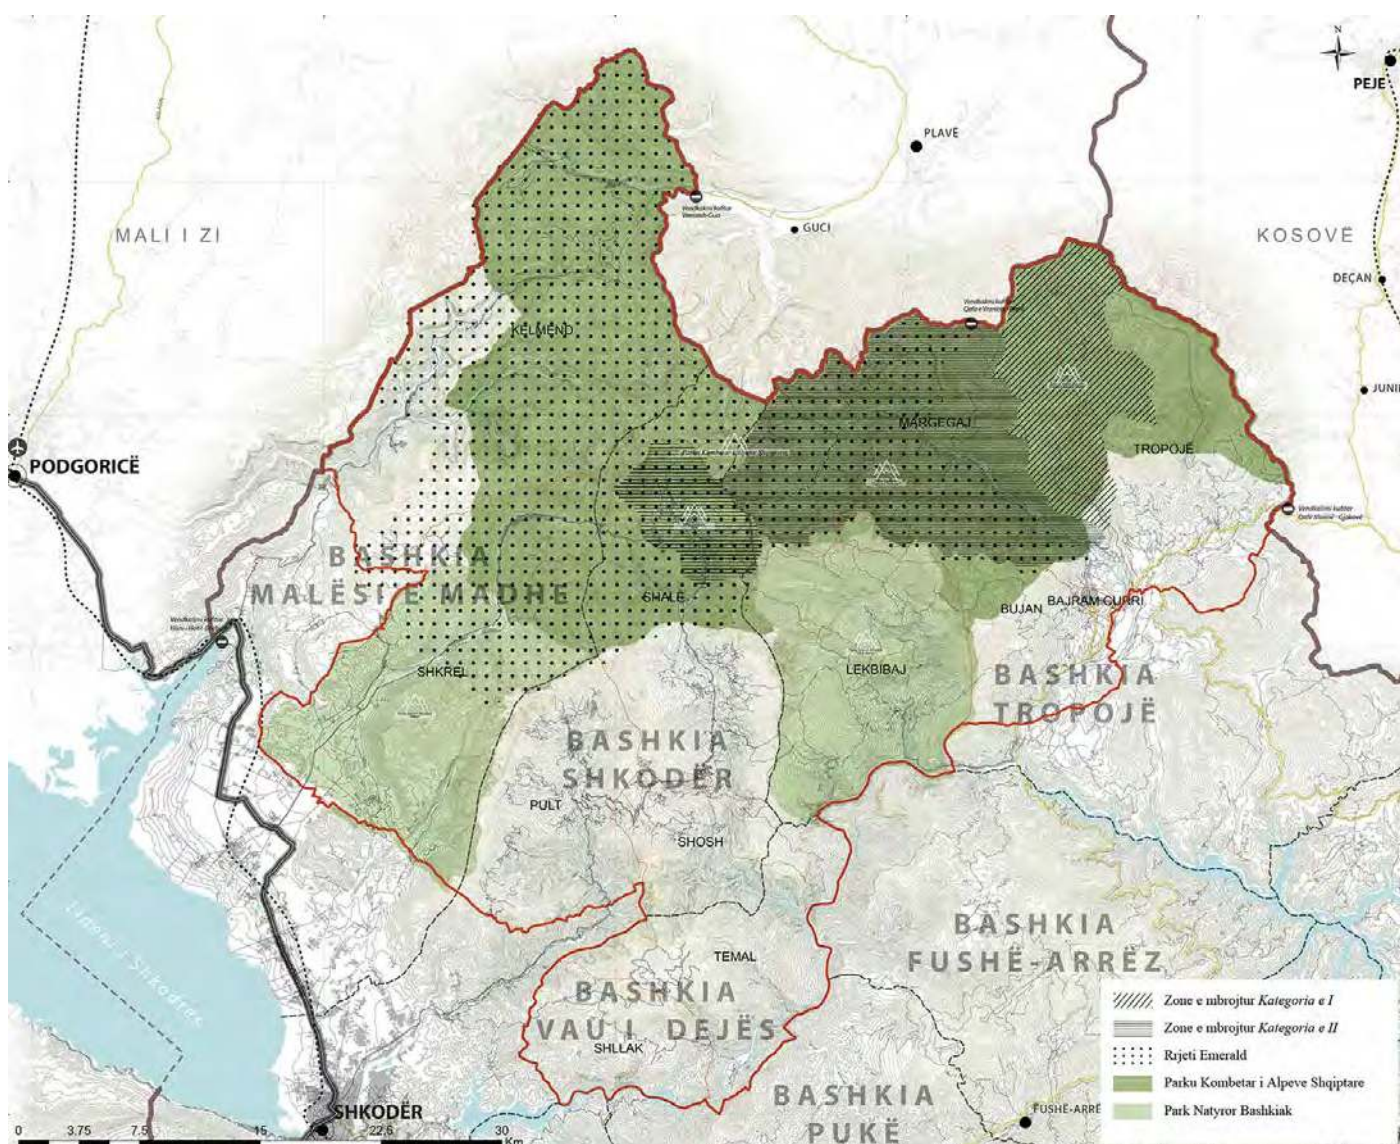 N
PEJE
PLAVË
GUCI
MALI I ZI
KOSOVË
DEÇAN
KELMEND
MARGEGAJ
TROPOJË
PODGORICË
BASHKIA
MALËSI E MADHE
SHALË
BUJAN
BAJRAM CURRI
SHKREL
LEKBIBAJ
BASHKIA
TROPOJË
BASHKIA
SHKODËR
PULT
SHOSH
BASHKIA
FUSHË-ARRËZ
TEMAL
BASHKIA
VAU I DEJËS
SHLLAK
Liqeni i Shkodrës
BASHKIA
PUKË
SHKODËR
0 3.75 7.5 15 22.5 30
Km
Zone e mbrojtur Kategoria e I
Zone e mbrojtur Kategoria e II
Rrjeti Emerald
Parku Kombetar i Alpeve Shqiptare
Park Natyror Bashkiak